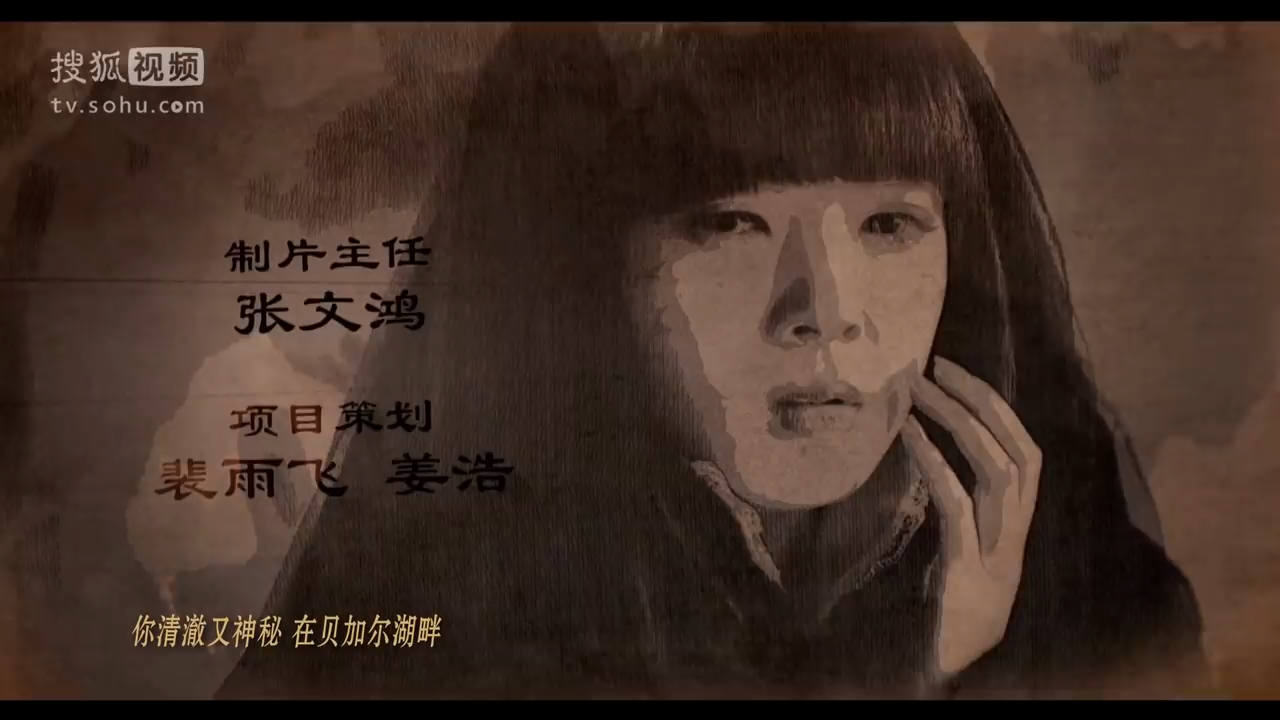 搜狐视频
tv.sohu.com
制片主任
张文鸿
项目策划
裴雨飞 姜浩
你清澈又神秘 在贝加尔湖畔